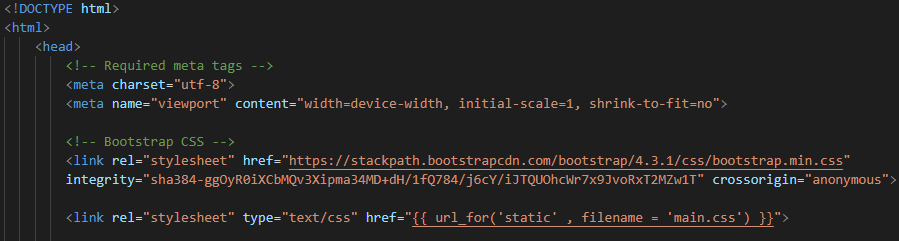 <!DOCTYPE html>
<html>
<head>
<!-- Required meta tags -->
<meta charset="utf-8">
<meta name="viewport" content="width=device-width, initial-scale=1, shrink-to-fit=no">
<!-- Bootstrap CSS -->
<link rel="stylesheet" href="https://stackpath.bootstrapcdn.com/bootstrap/4.3.1/css/bootstrap.min.css"
integrity="sha384-ggOyR0iXCbMQv3Xipma34MD+dH/1fQ784/j6cY/iJTQUOhcWr7x9JvoRxT2MZw1T" crossorigin="anonymous">
<link rel="stylesheet" type="text/css" href="{{ url_for('static' , filename = 'main.css') }}">